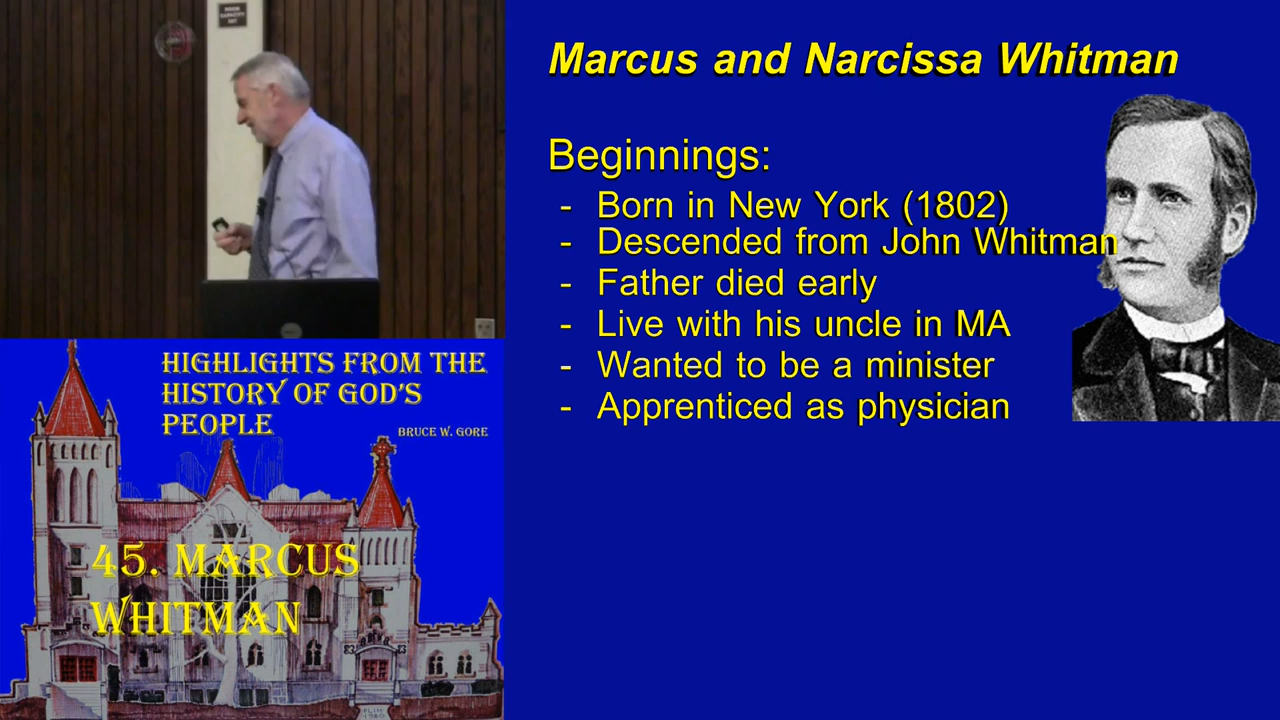 ROOM
CAPACITY
Marcus and Narcissa Whitman
Beginnings:
- Born in New York (1802)
- Descended from John Whitman
- Father died early
- Live with his uncle in MA
- Wanted to be a minister
- Apprenticed as physician
HIGHLIGHTS FROM THE
HISTORY OF GOD'S
PEOPLE
BRUCE W. GORE
45. MARCUS
WHITMAN